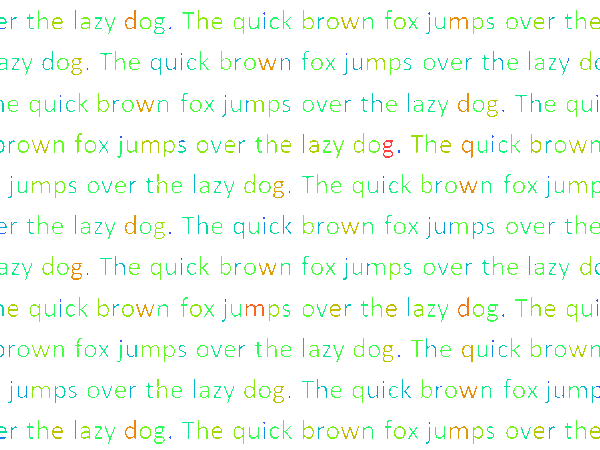 er the lazy dog. The quick brown fox jumps over the
azy dog. The quick brown fox jumps over the lazy do
he quick brown fox jumps over the lazy dog. The qui
brown fox jumps over the lazy dog. The quick brown
jumps over the lazy dog. The quick brown fox jump
er the lazy dog. The quick brown fox jumps over the
azy dog. The quick brown fox jumps over the lazy do
he quick brown fox jumps over the lazy dog. The qui
brown fox jumps over the lazy dog. The quick brown
jumps over the lazy dog. The quick brown fox jump
er the lazy dog. The quick brown fox jumps over the